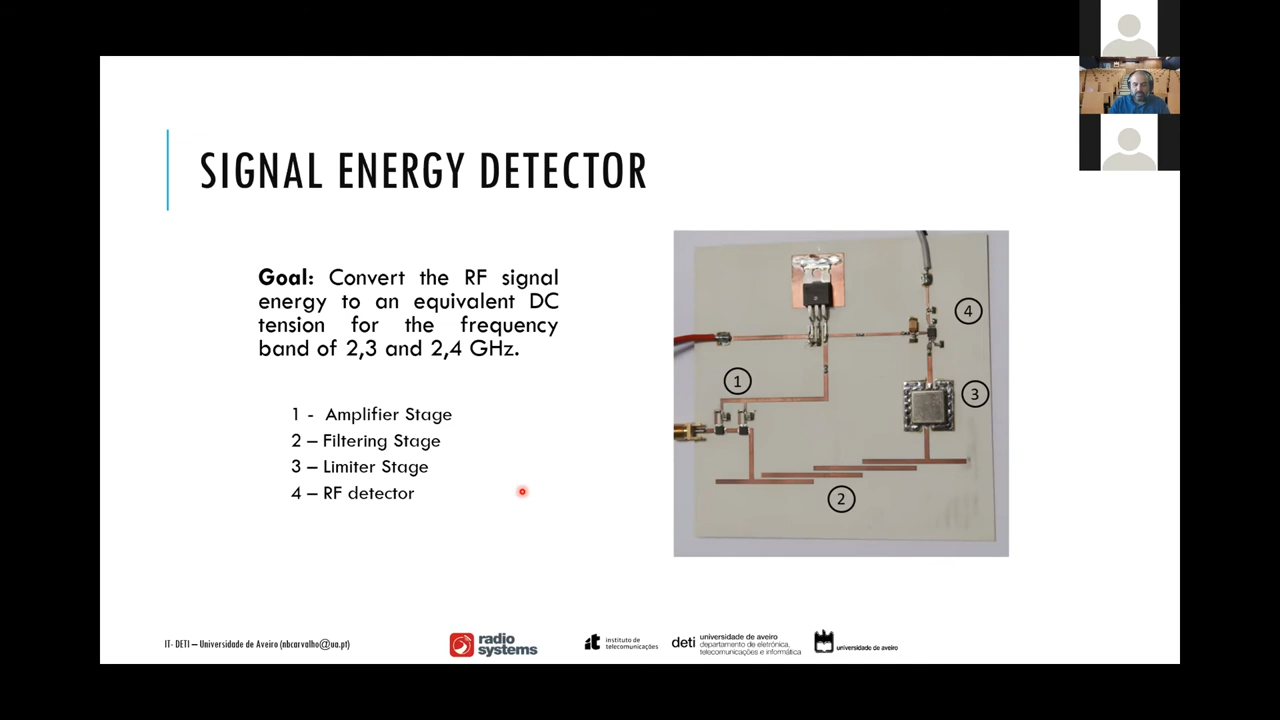 SIGNAL ENERGY DETECTOR
Goal: Convert the RF signal
energy to an equivalent DC
tension for the frequency
band of 2,3 and 2,4 GHz.
1 - Amplifier Stage
2 – Filtering Stage
3 – Limiter Stage
4 – RF detector
4
3
1
2
IT- DETI – Universidade de Aveiro (nbcarvalho@ua.pt)
radio
systems
it
instituto de
telecomunicações
deti
universidade de aveiro
departamento de eletrónica,
telecomunicações e informática
universidade de aveiro